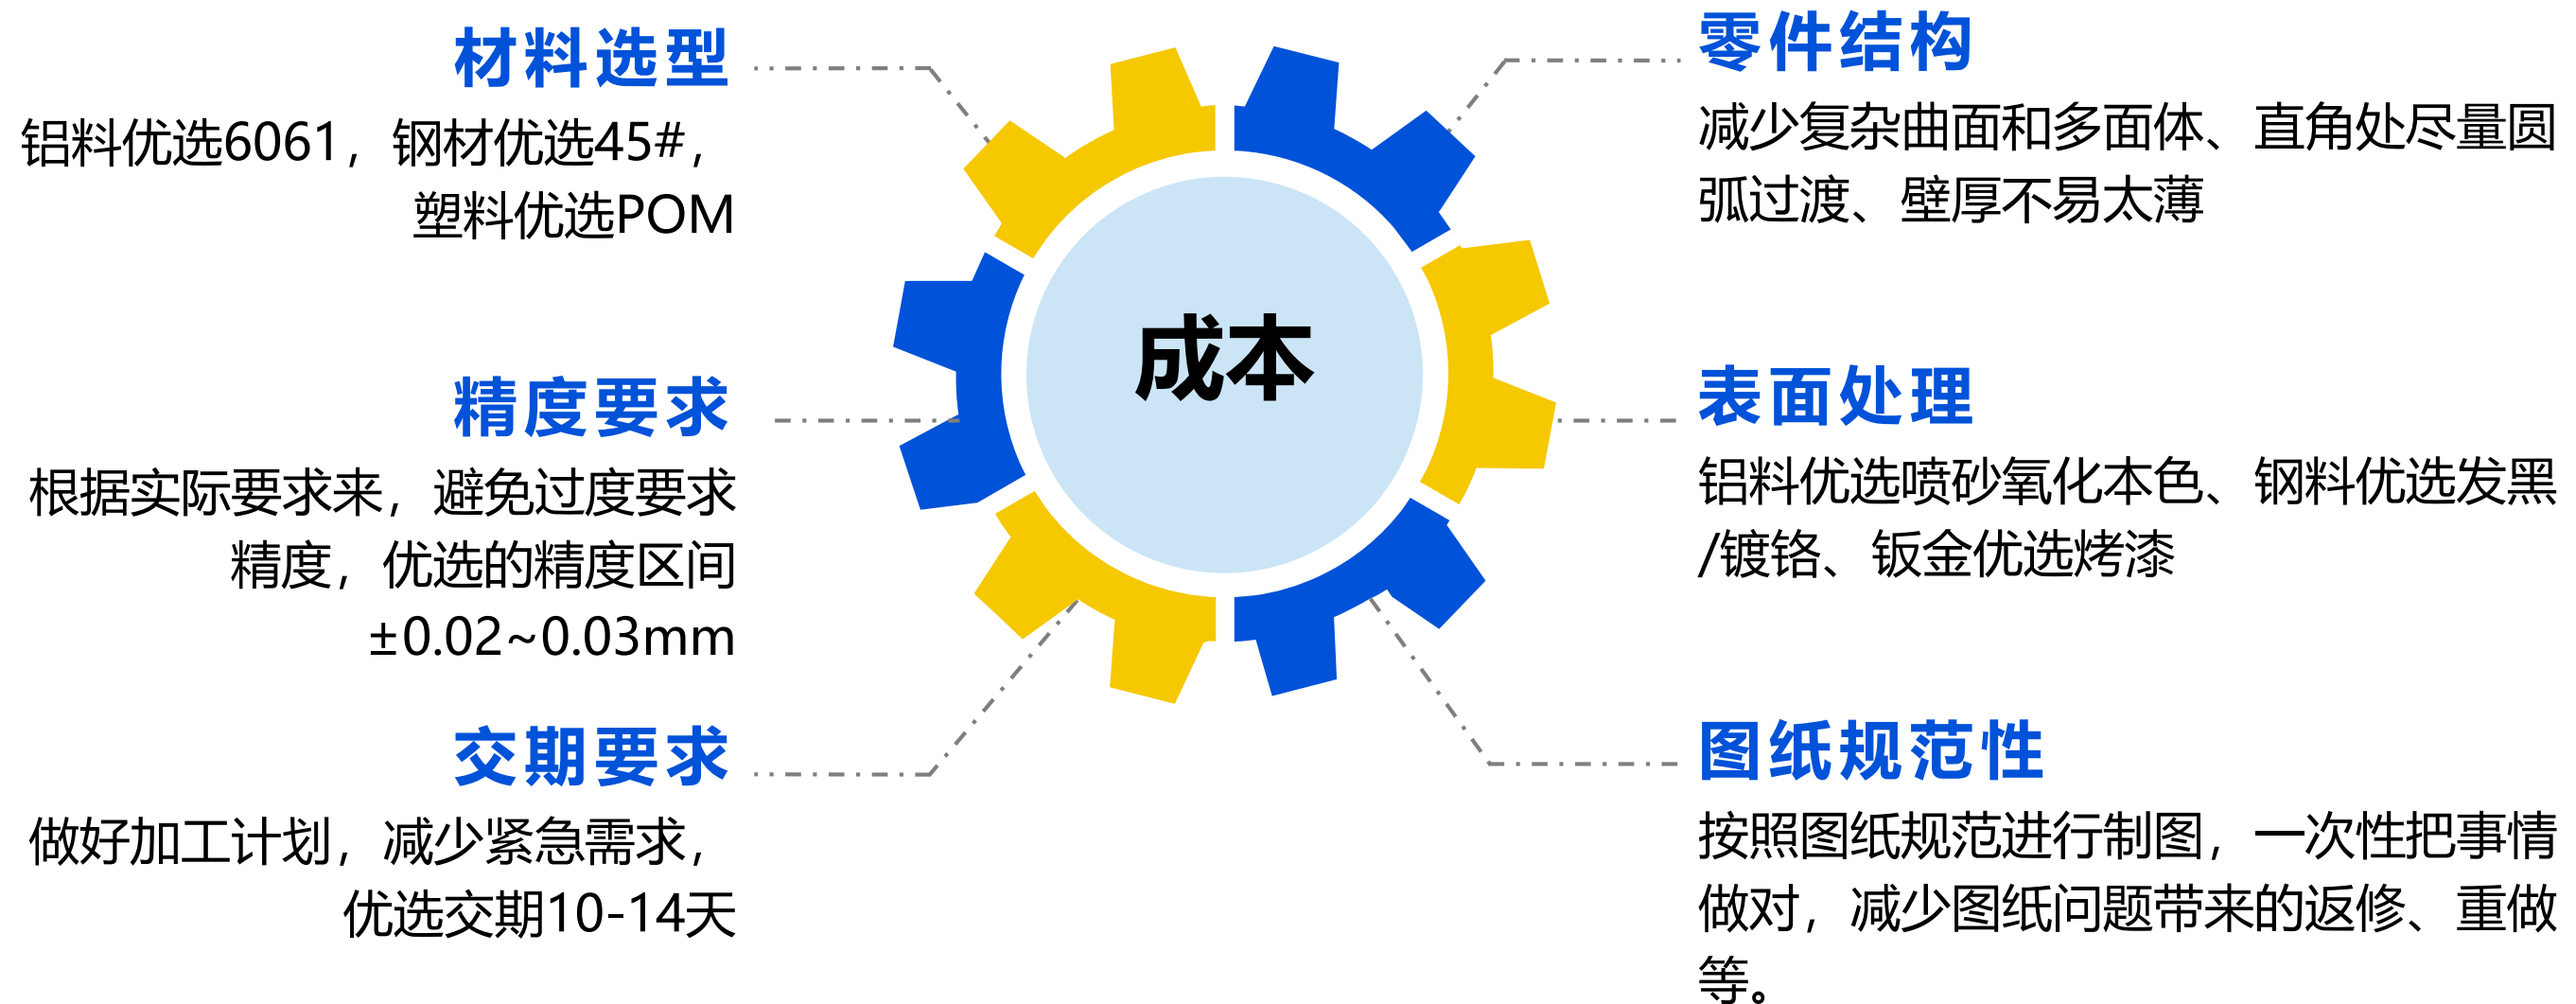 材料选型
铝料优选6061，钢材优选45#，
塑料优选POM
精度要求
根据实际要求来，避免过度要求
精度，优选的精度区间
±0.02~0.03mm
交期要求
做好加工计划，减少紧急需求，
优选交期10-14天
成本
零件结构
减少复杂曲面和多面体、直角处尽量圆
弧过渡、壁厚不易太薄
表面处理
铝料优选喷砂氧化本色、钢料优选发黑
/镀铬、钣金优选烤漆
图纸规范性
按照图纸规范进行制图，一次性把事情
做对，减少图纸问题带来的返修、重做
等。